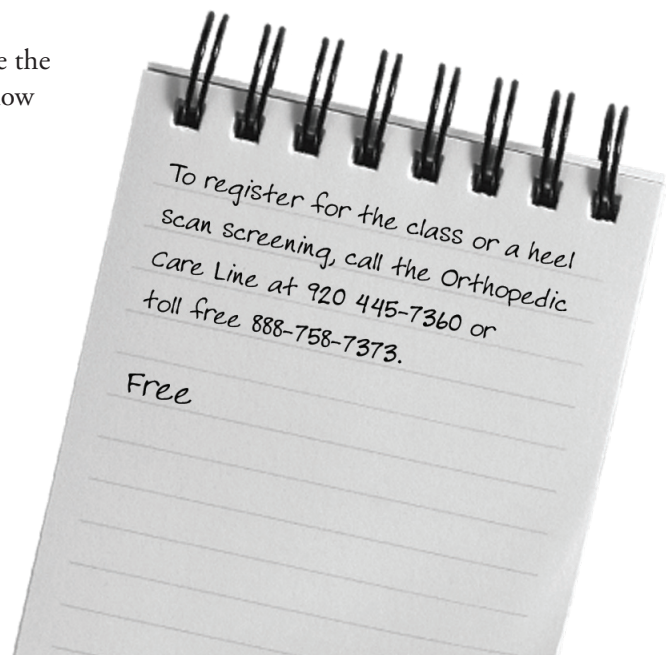 e the
ow
To register for the class or a heel
scan screening, call the Orthopedic
Care Line at 920 445-7360 or
toll free 888-758-7373.
Free